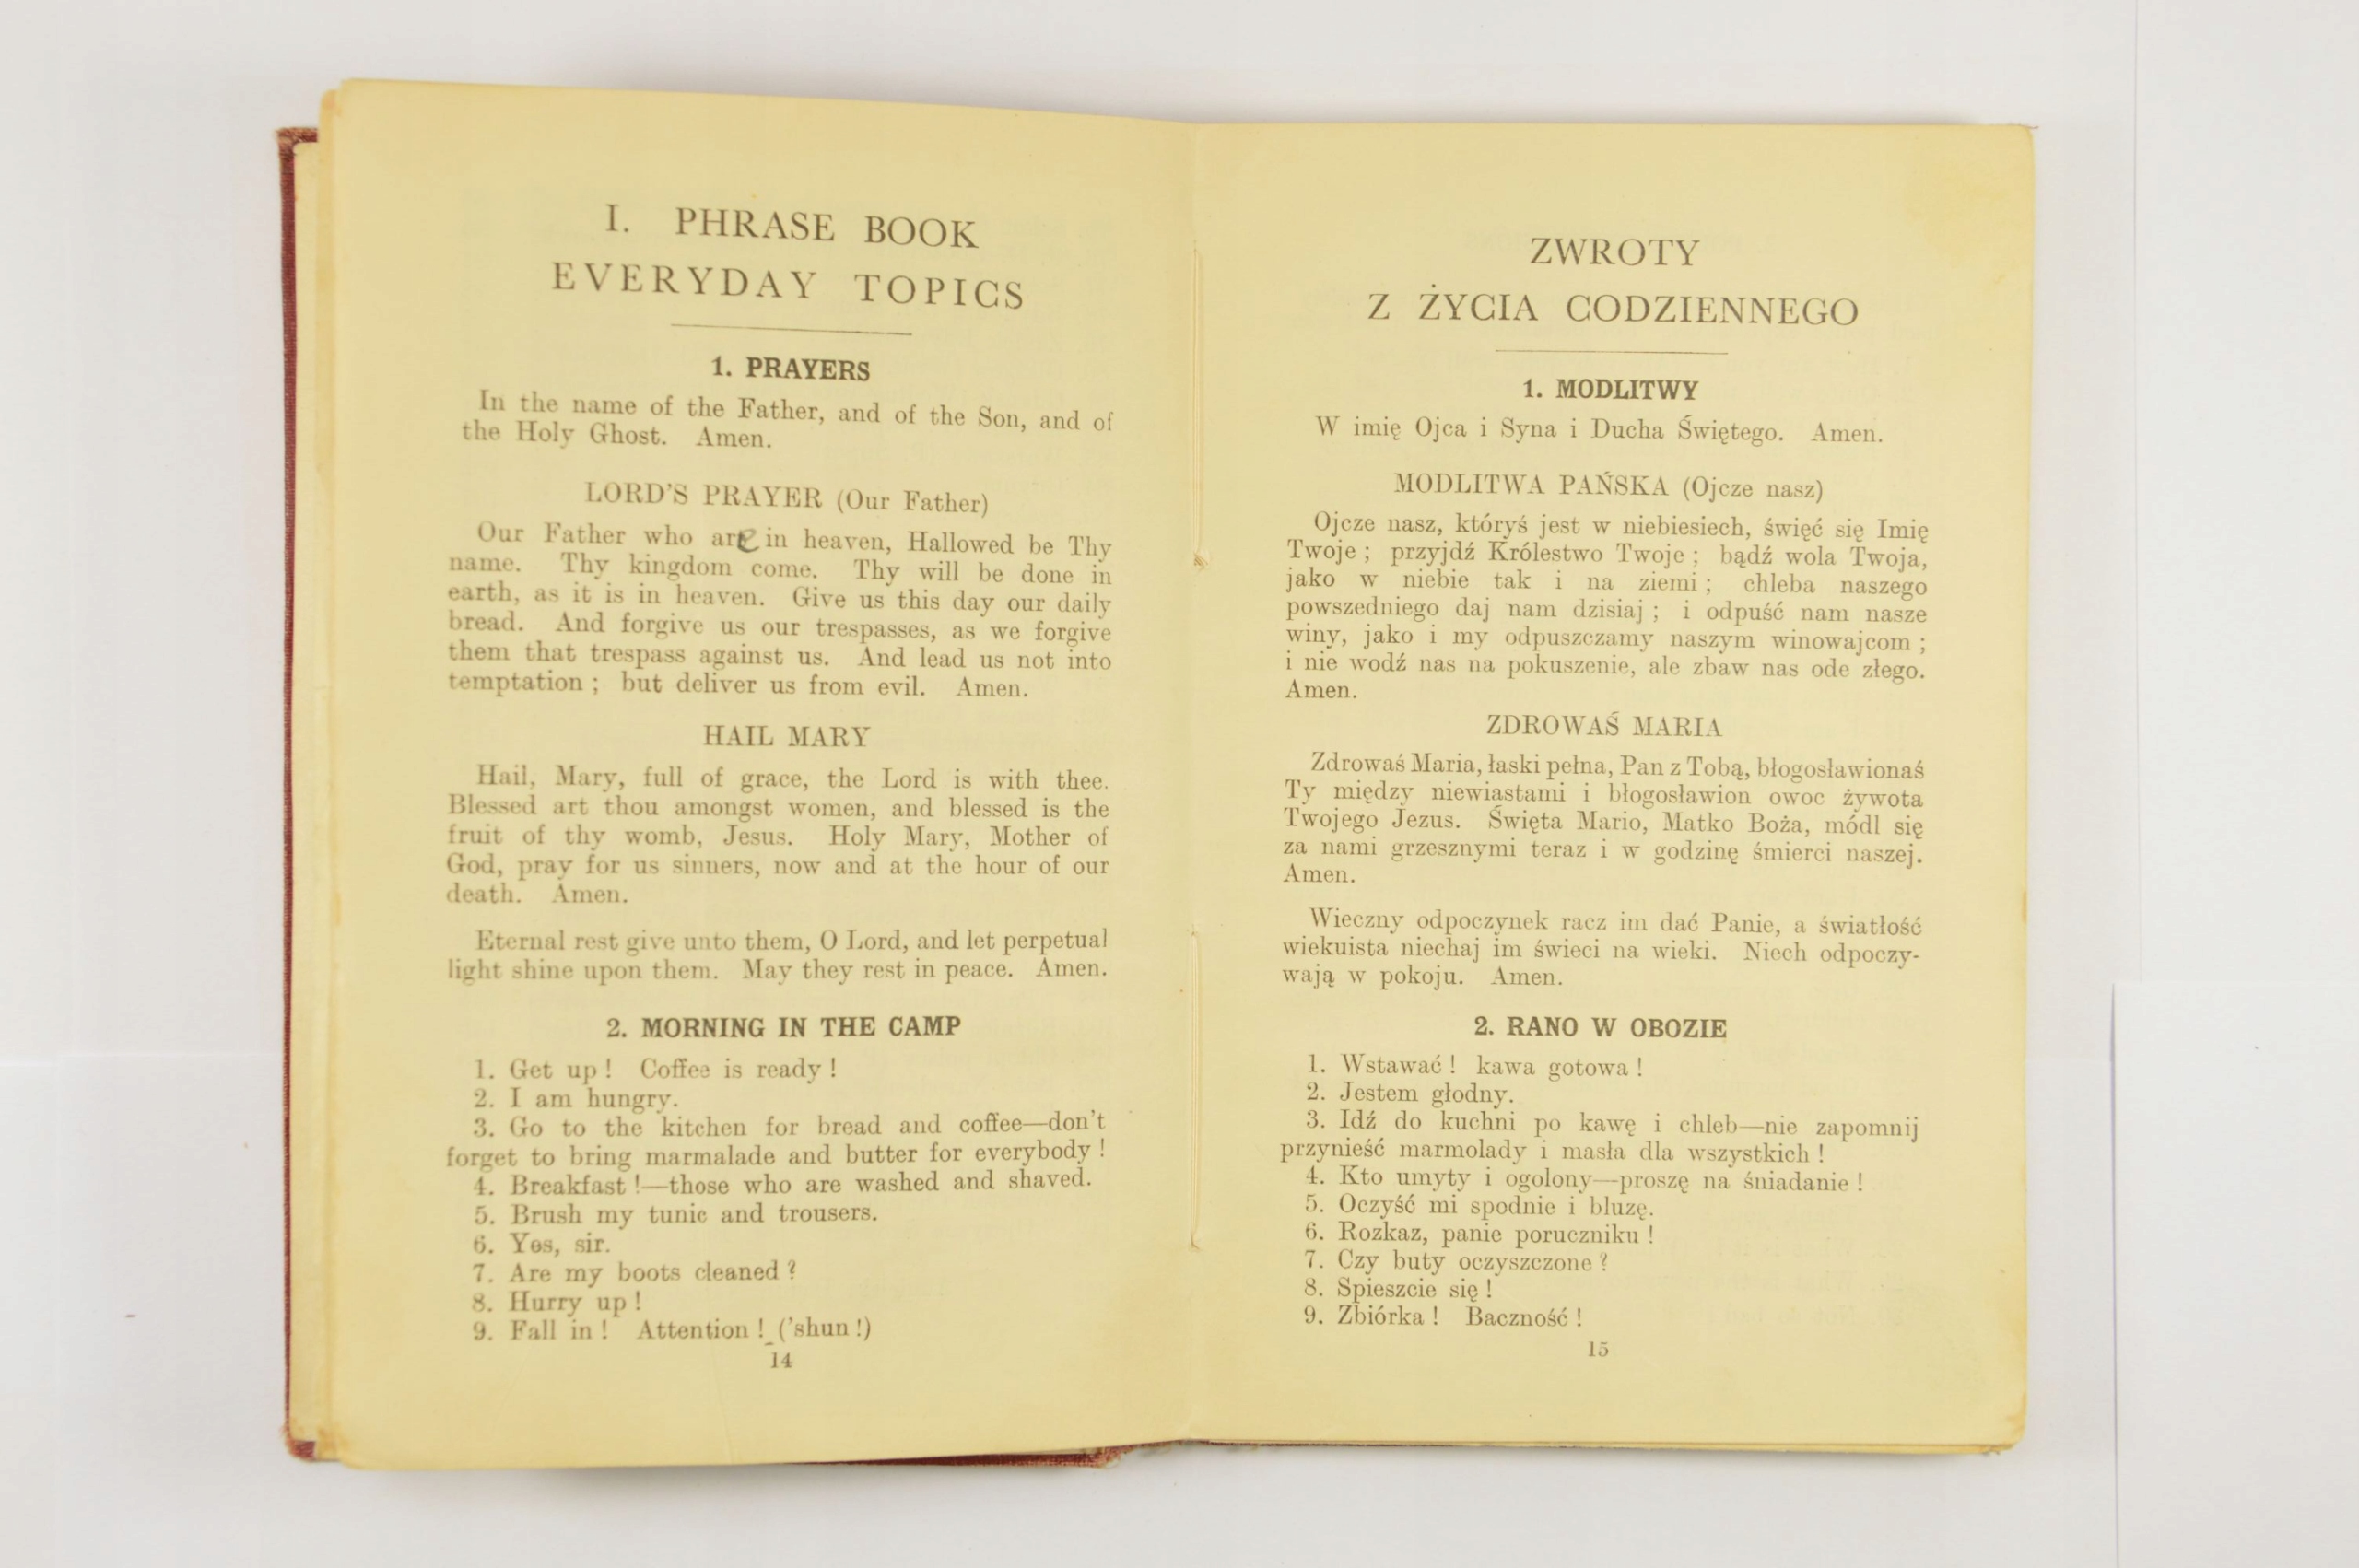 I. PHRASE BOOK
EVERYDAY TOPICS
1. PRAYERS
In the name of the Father, and of the Son, and of
the Holy Ghost. Amen.
LORD'S PRAYER (Our Father)
Our Father who are in heaven, Hallowed be Thy
name. Thy kingdom come. Thy will be done in
earth, as it is in heaven. Give us this day our daily
bread. And forgive us our trespasses, as we forgive
them that trespass against us. And lead us not into
temptation ; but deliver us from evil. Amen.
HAIL MARY
Hail, Mary, full of grace, the Lord is with thee.
Blessed art thou amongst women, and blessed is the
fruit of thy womb, Jesus. Holy Mary, Mother of
God, pray for us sinners, now and at the hour of our
death. Amen.
Eternal rest give unto them, O Lord, and let perpetual
light shine upon them. May they rest in peace. Amen.
2. MORNING IN THE CAMP
1. Get up ! Coffee is ready !
2. I am hungry.
3. Go to the kitchen for bread and coffee—don't
forget to bring marmalade and butter for everybody !
4. Breakfast !—those who are washed and shaved.
5. Brush my tunic and trousers.
6. Yes, sir.
7. Are my boots cleaned ?
8. Hurry up !
9. Fall in ! Attention ! ('shun !)
14
ZWROTY
Z ŻYCIA CODZIENNEGO
1. MODLITWY
W imię Ojca i Syna i Ducha Świętego. Amen.
MODLITWA PAŃSKA (Ojcze nasz)
Ojcze nasz, któryś jest w niebiesiech, święć się Imię
Twoje ; przyjdź Królestwo Twoje ; bądź wola Twoja,
jako w niebie tak i na ziemi ; chleba naszego
powszedniego daj nam dzisiaj ; i odpuść nam nasze
winy, jako i my odpuszczamy naszym winowajcom ;
i nie wodź nas na pokuszenie, ale zbaw nas ode złego.
Amen.
ZDROWAŚ MARIA
Zdrowaś Maria, łaski pełna, Pan z Tobą, błogosławionaś
Ty między niewiastami i błogosławion owoc żywota
Twojego Jezus. Święta Mario, Matko Boża, módl się
za nami grzesznymi teraz i w godzinę śmierci naszej.
Amen.
Wieczny odpoczynek racz im dać Panie, a światłość
wiekuista niechaj im świeci na wieki. Niech odpoczy-
wają w pokoju. Amen.
2. RANO W OBOZIE
1. Wstawać ! kawa gotowa !
2. Jestem głodny.
3. Idź do kuchni po kawę i chleb—nie zapomnij
przynieść marmolady i masła dla wszystkich !
4. Kto umyty i ogolony—proszę na śniadanie !
5. Oczyść mi spodnie i bluzę.
6. Rozkaz, panie poruczniku !
7. Czy buty oczyszczone ?
8. Spieszcie się !
9. Zbiórka ! Baczność !
15